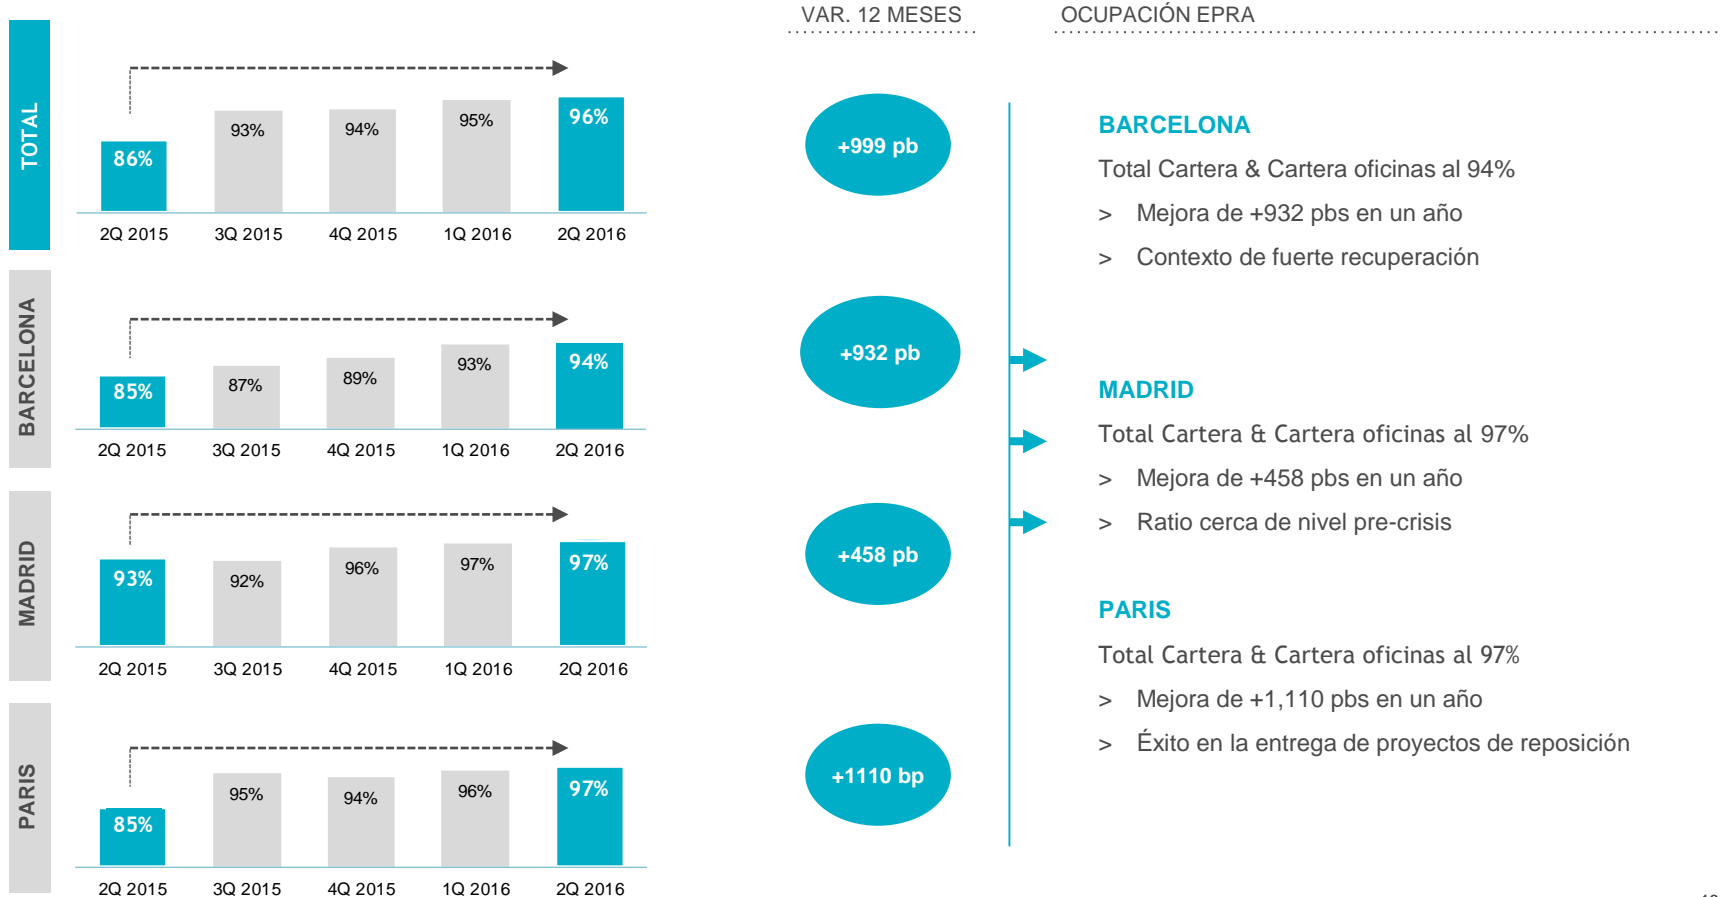 VAR. 12 MESES
OCUPACIÓN EPRA
TOTAL
86%
93%
94%
95%
96%
2Q 2015
3Q 2015
4Q 2015
1Q 2016
2Q 2016
+999 pb
BARCELONA
85%
87%
89%
93%
94%
2Q 2015
3Q 2015
4Q 2015
1Q 2016
2Q 2016
+932 pb
MADRID
93%
92%
96%
97%
97%
2Q 2015
3Q 2015
4Q 2015
1Q 2016
2Q 2016
+458 pb
PARIS
85%
95%
94%
96%
97%
2Q 2015
3Q 2015
4Q 2015
1Q 2016
2Q 2016
+1110 bp
BARCELONA
Total Cartera & Cartera oficinas al 94%
> Mejora de +932 pbs en un año
> Contexto de fuerte recuperación
MADRID
Total Cartera & Cartera oficinas al 97%
> Mejora de +458 pbs en un año
> Ratio cerca de nivel pre-crisis
PARIS
Total Cartera & Cartera oficinas al 97%
> Mejora de +1,110 pbs en un año
> Éxito en la entrega de proyectos de reposición